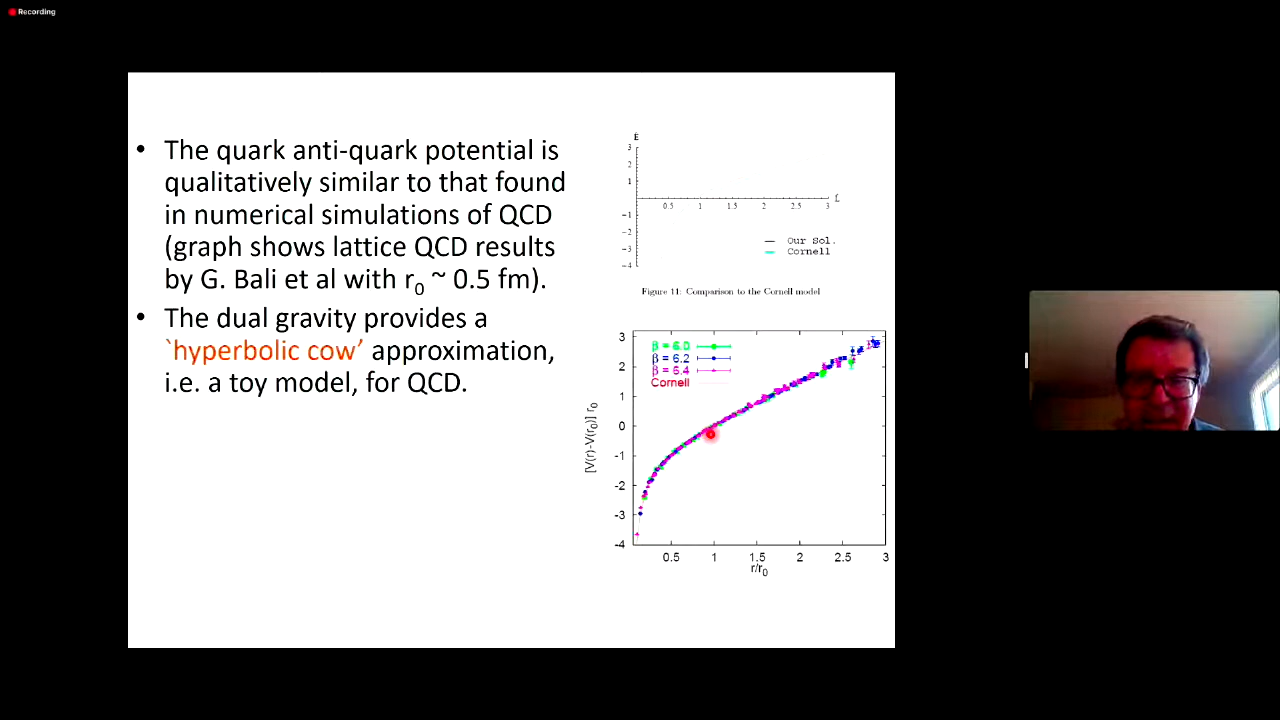 Recording
• The quark anti-quark potential is
qualitatively similar to that found
in numerical simulations of QCD
(graph shows lattice QCD results
by G. Bali et al with r₀ ~ 0.5 fm).
• The dual gravity provides a
`hyperbolic cow’ approximation,
i.e. a toy model, for QCD.
E
3
2
1
0.5 1 1.5 2 2.5 3
L
−1
−2
−3
−4
Our Sol.
Cornell
Figure 11: Comparison to the Cornell model
3
2
1
0
-1
-2
-3
-4
[V(r)-V(r₀)] r₀
β = 6.0
β = 6.2
β = 6.4
Cornell
0.5 1 1.5 2 2.5 3
r/r₀